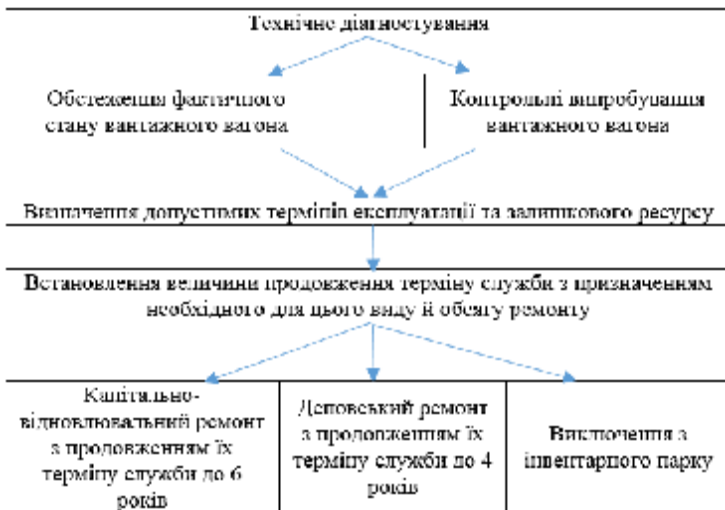 Технічне діагностування
Обстеження фактичного
стану вантажного вагона
Контрольні випробування
вантажного вагона
Визначення допустимих термінів експлуатації та залишкового ресурсу
Встановлення величини продовження терміну служби з призначенням
необхідного для цього виду й обсягу ремонту
Капітально-
відновлювальний ремонт
з продовженням їх
терміну служби до 6
років
Деповський ремонт
з продовженням їх
терміну служби до 4
років
Виключення з
інвентарного парку